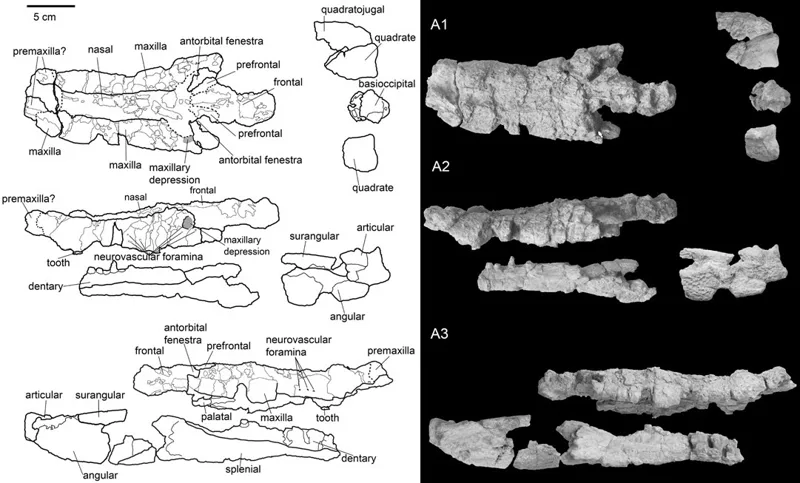 5 cm
quadratojugal
quadrate
antorbital fenestra
maxilla
nasal
premaxilla?
prefrontal
frontal
basioccipital
prefrontal
maxilla
maxilla
antorbital fenestra
maxillary
depression
quadrate
frontal
nasal
premaxilla?
articular
surangular
maxillary
depression
tooth
neurovascular foramina
dentary
angular
antorbital
fenestra
prefrontal
neurovascular
foramina
premaxilla
frontal
articular
surangular
palatal
maxilla
tooth
dentary
angular
splenial
A1
A2
A3